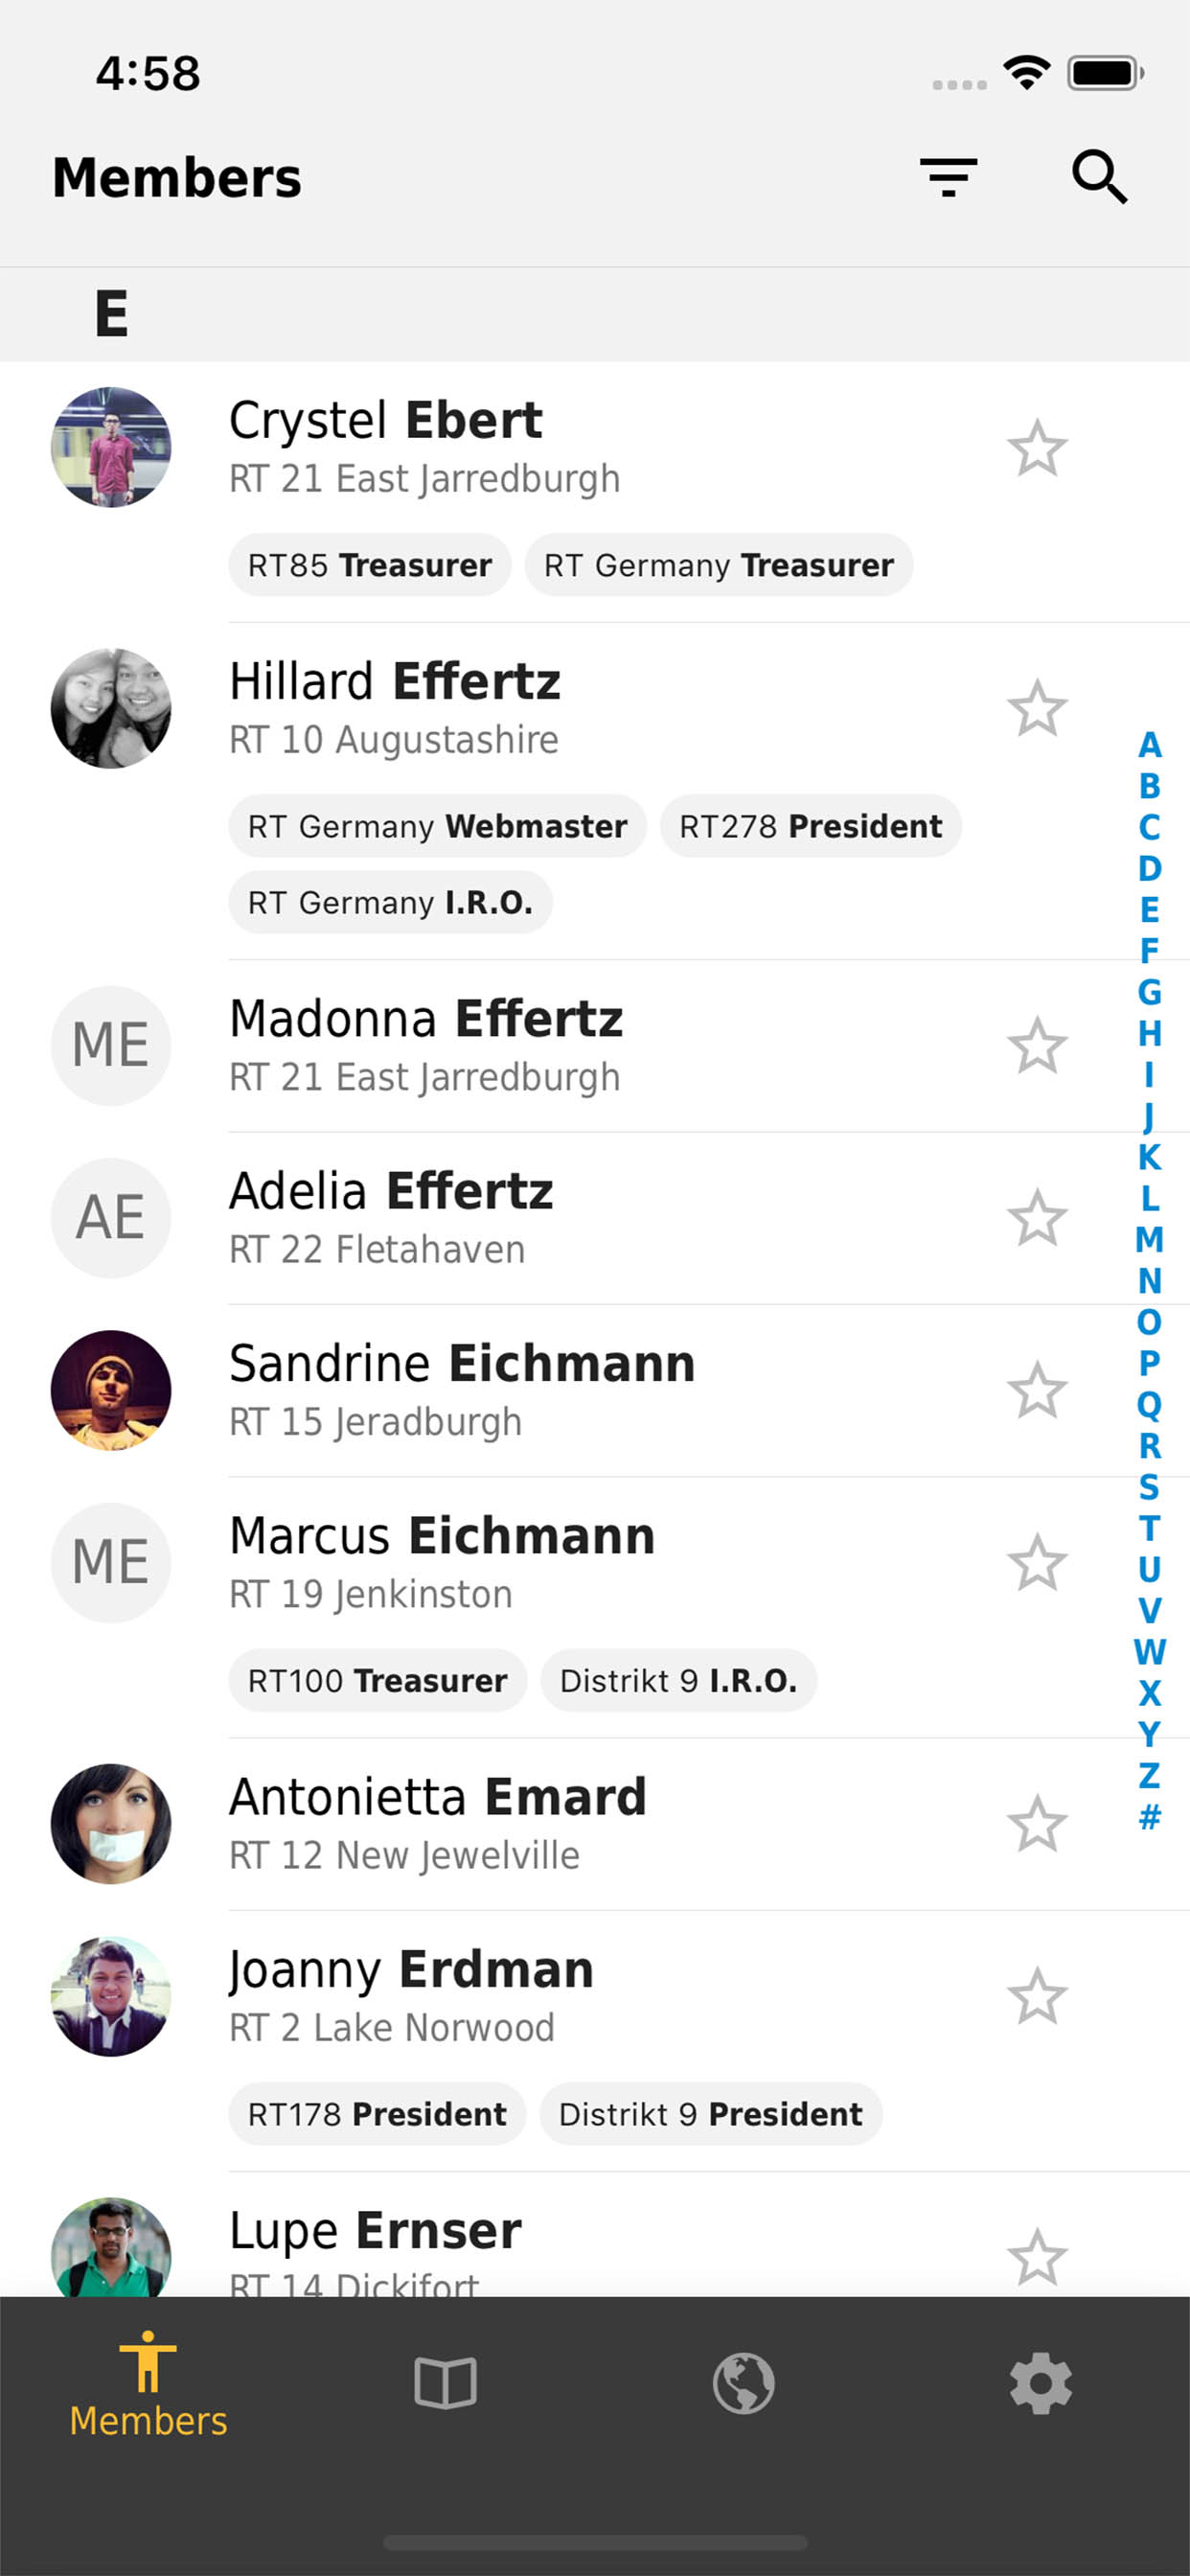 4:58
Members
E
Crystel Ebert
RT 21 East Jarredburgh
RT85 Treasurer RT Germany Treasurer
Hillard Effertz
RT 10 Augustashire
RT Germany Webmaster RT278 President
RT Germany I.R.O.
ME
Madonna Effertz
RT 21 East Jarredburgh
AE
Adelia Effertz
RT 22 Fletahaven
Sandrine Eichmann
RT 15 Jeradburgh
ME
Marcus Eichmann
RT 19 Jenkinston
RT100 Treasurer Distrikt 9 I.R.O.
Antonietta Emard
RT 12 New Jewelville
Joanny Erdman
RT 2 Lake Norwood
RT178 President Distrikt 9 President
Lupe Ernser
RT 14 Dickifort
A
B
C
D
E
F
G
H
I
J
K
L
M
N
O
P
Q
R
S
T
U
V
W
X
Y
Z
#
Members